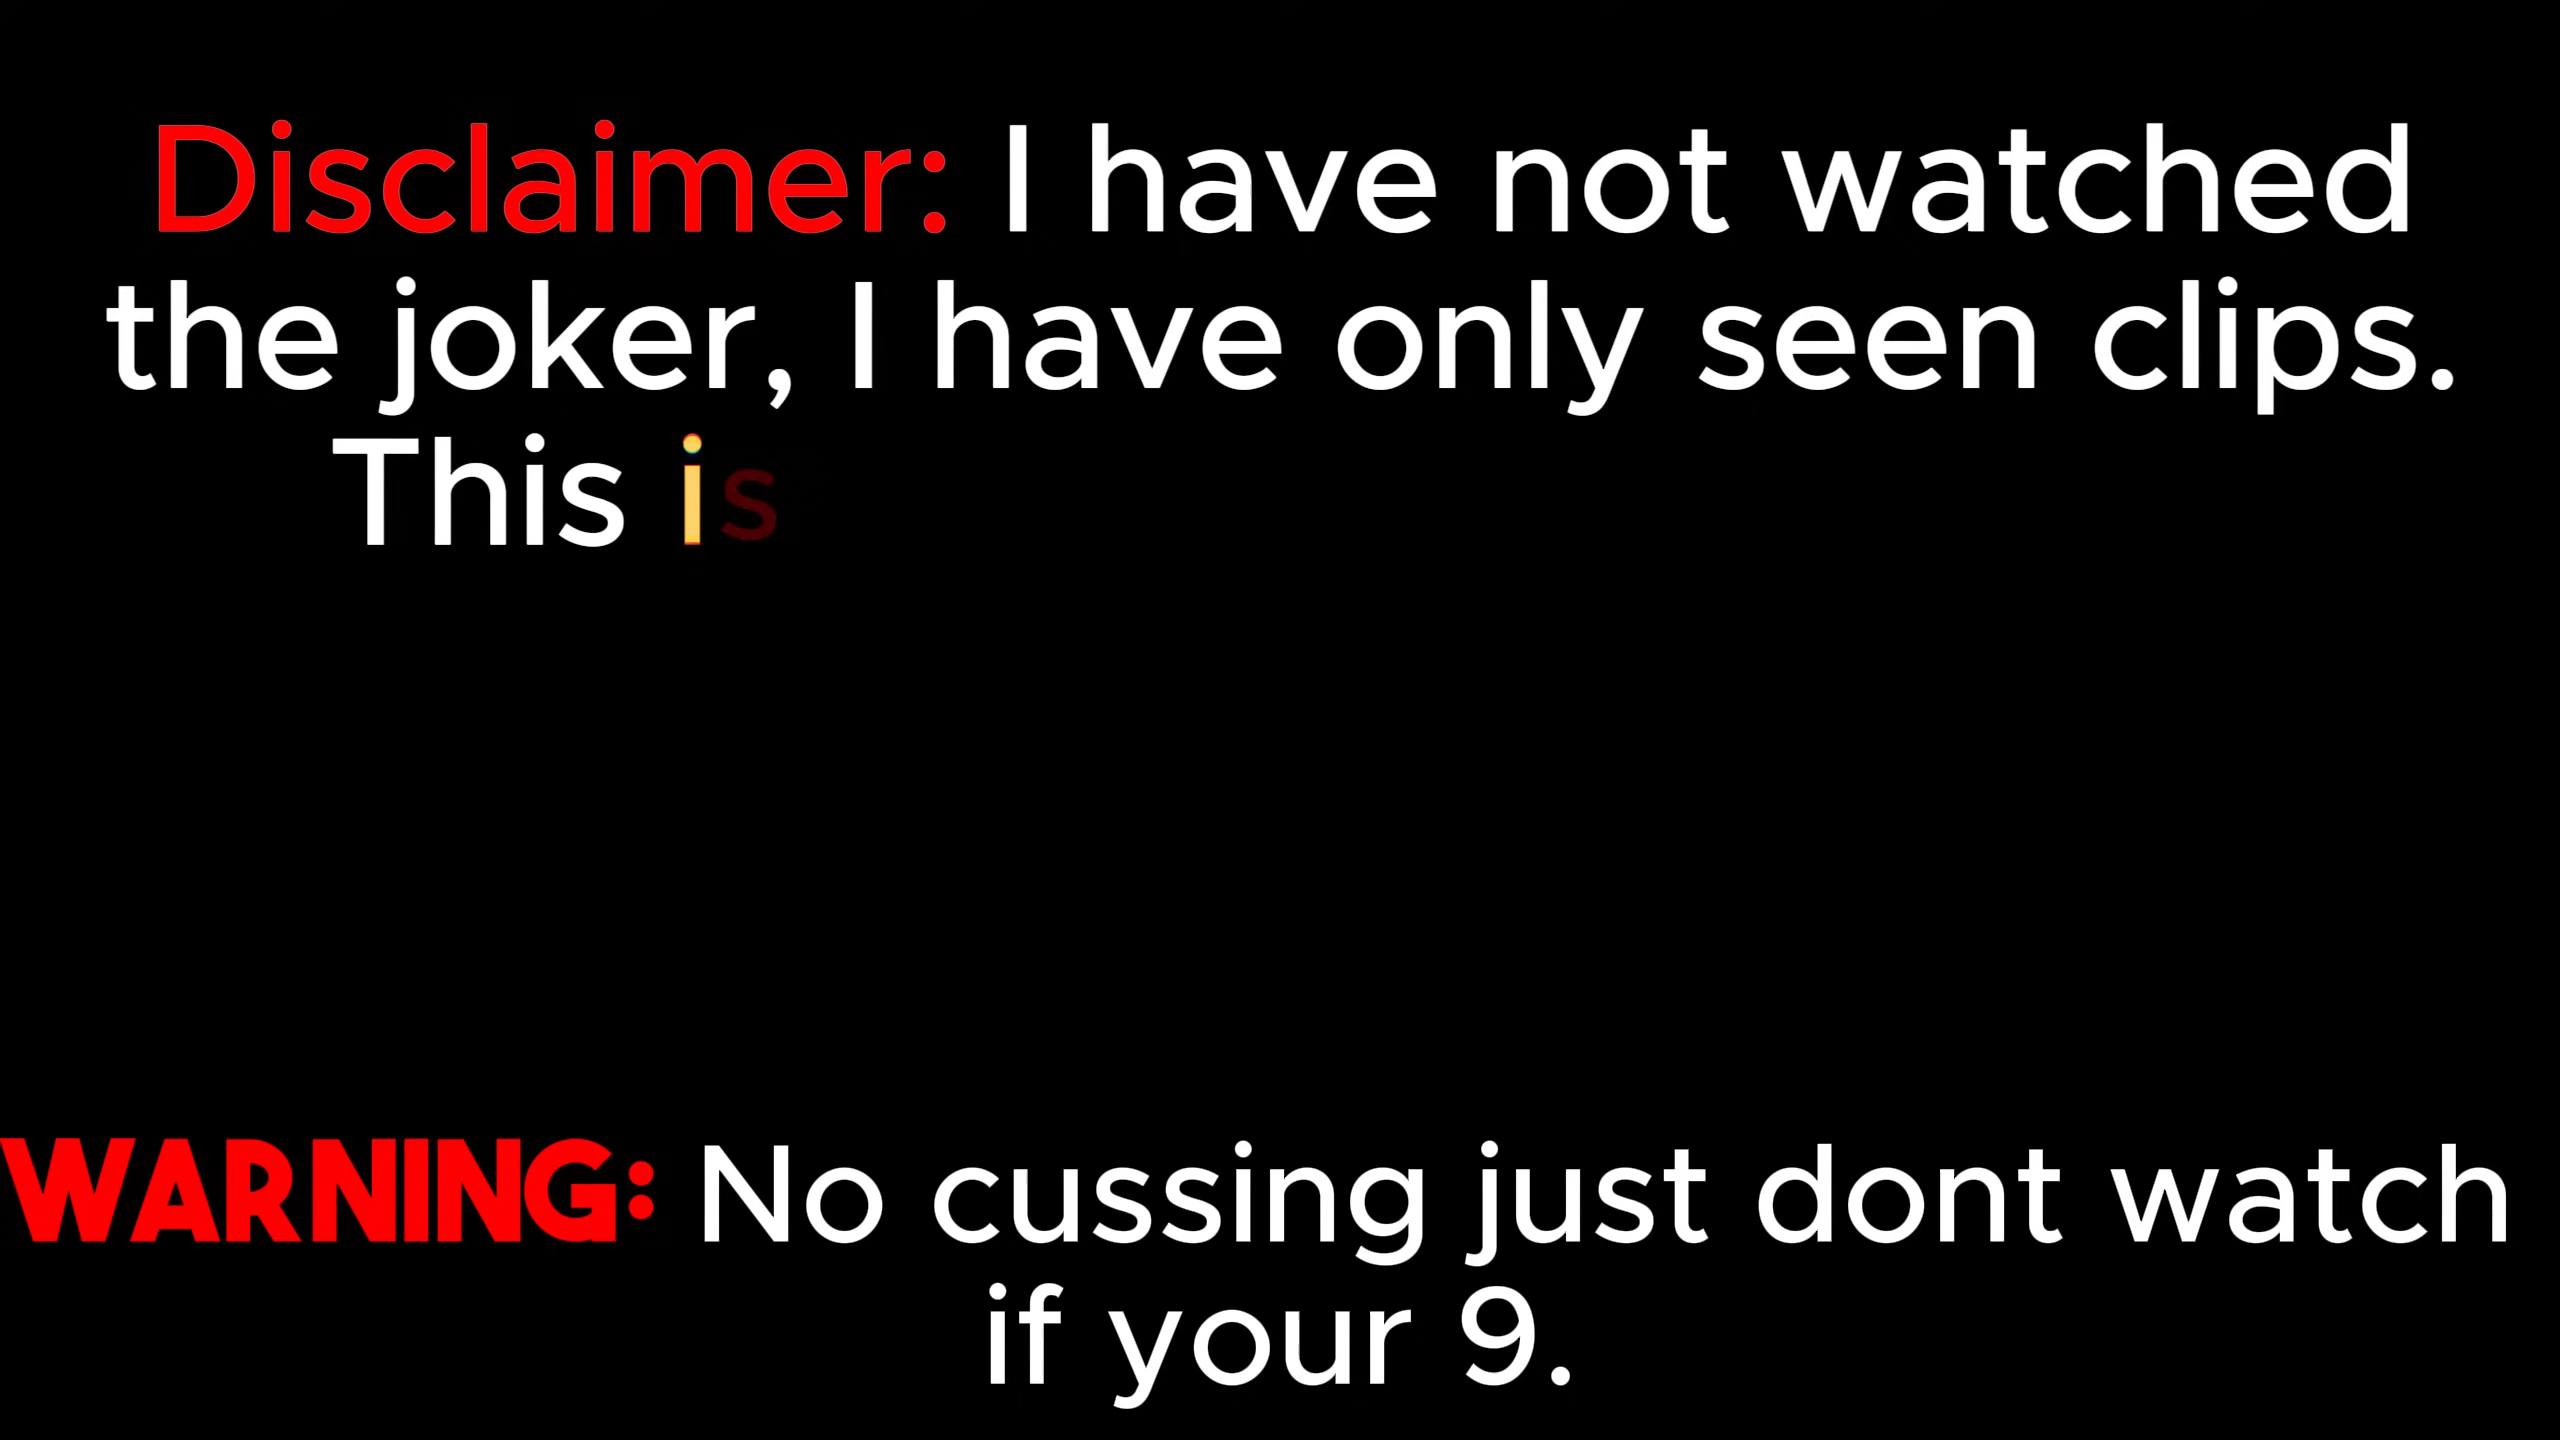 Disclaimer: I have not watched
the joker, I have only seen clips.
This is
WARNING: No cussing just dont watch
if your 9.